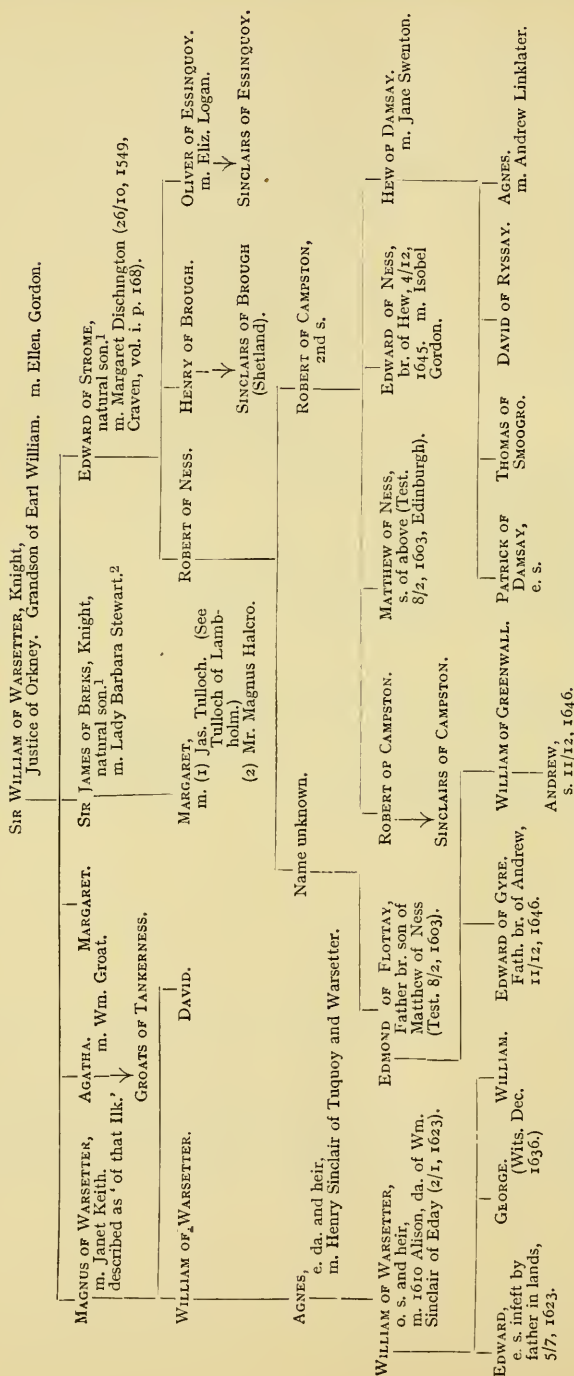 SIR WILLIAM OF WARSETTER, Knight,
Justice of Orkney. Grandson of Earl William. m. Ellen. Gordon.
MAGNUS OF WARSETTER,
m. Janet Keith.
described as ' of that Ilk.'
AGATHA.
m. Wm. Groat.
GROATS OF TANKERNESS.
MARGARET.
SIR JAMES OF BREKS, Knight,
natural son.¹
m. Lady Barbara Stewart.²
EDWARD OF STROME,
natural son.¹
m. Margaret Dischington (26/10, 1549,
Craven, vol. i. p. 168).
WILLIAM OF WARSETTER.
DAVID.
MARGARET,
m. (1) Jas. Tulloch. (See
Tulloch of Lamb-
holm.)
(2) Mr. Magnus Halcro.
ROBERT OF NESS.
HENRY OF BROUGH.
SINCLAIRS OF BROUGH
(Shetland).
OLIVER OF ESSINQUOY.
m. Eliz. Logan.
SINCLAIRS OF ESSINQUOY.
AGNES,
e. da. and heir,
m. Henry Sinclair of Tuquoy and Warsetter.
Name unknown.
ROBERT OF CAMPSTON,
2nd s.
WILLIAM OF WARSETTER,
o. s. and heir,
m. 1610 Alison, da. of Wm.
Sinclair of Eday (2/1, 1623).
EDMOND OF FLOTTAY,
Father br. son of
Matthew of Ness
(Test. 8/2, 1603).
ROBERT OF CAMPSTON.
SINCLAIRS OF CAMPSTON.
MATTHEW OF NESS,
s. of above (Test.
8/2, 1603, Edinburgh).
EDWARD OF NESS,
br. of Hew, 4/12,
1645. m. Isobel
Gordon.
HEW OF DAMSAY.
m. Jane Swenton.
EDWARD,
e. s. infeft by
father in lands,
5/7, 1623.
GEORGE.
(Wits. Dec.
1636.)
WILLIAM.
EDWARD OF GYRE.
Fath. br. of Andrew,
11/12, 1646.
WILLIAM OF GREENWALL.
PATRICK OF
DAMSAY,
e. s.
THOMAS OF
SMOOGRO.
DAVID OF RYSSAY.
AGNES.
m. Andrew Linklater.
ANDREW,
s. 11/12, 1646.